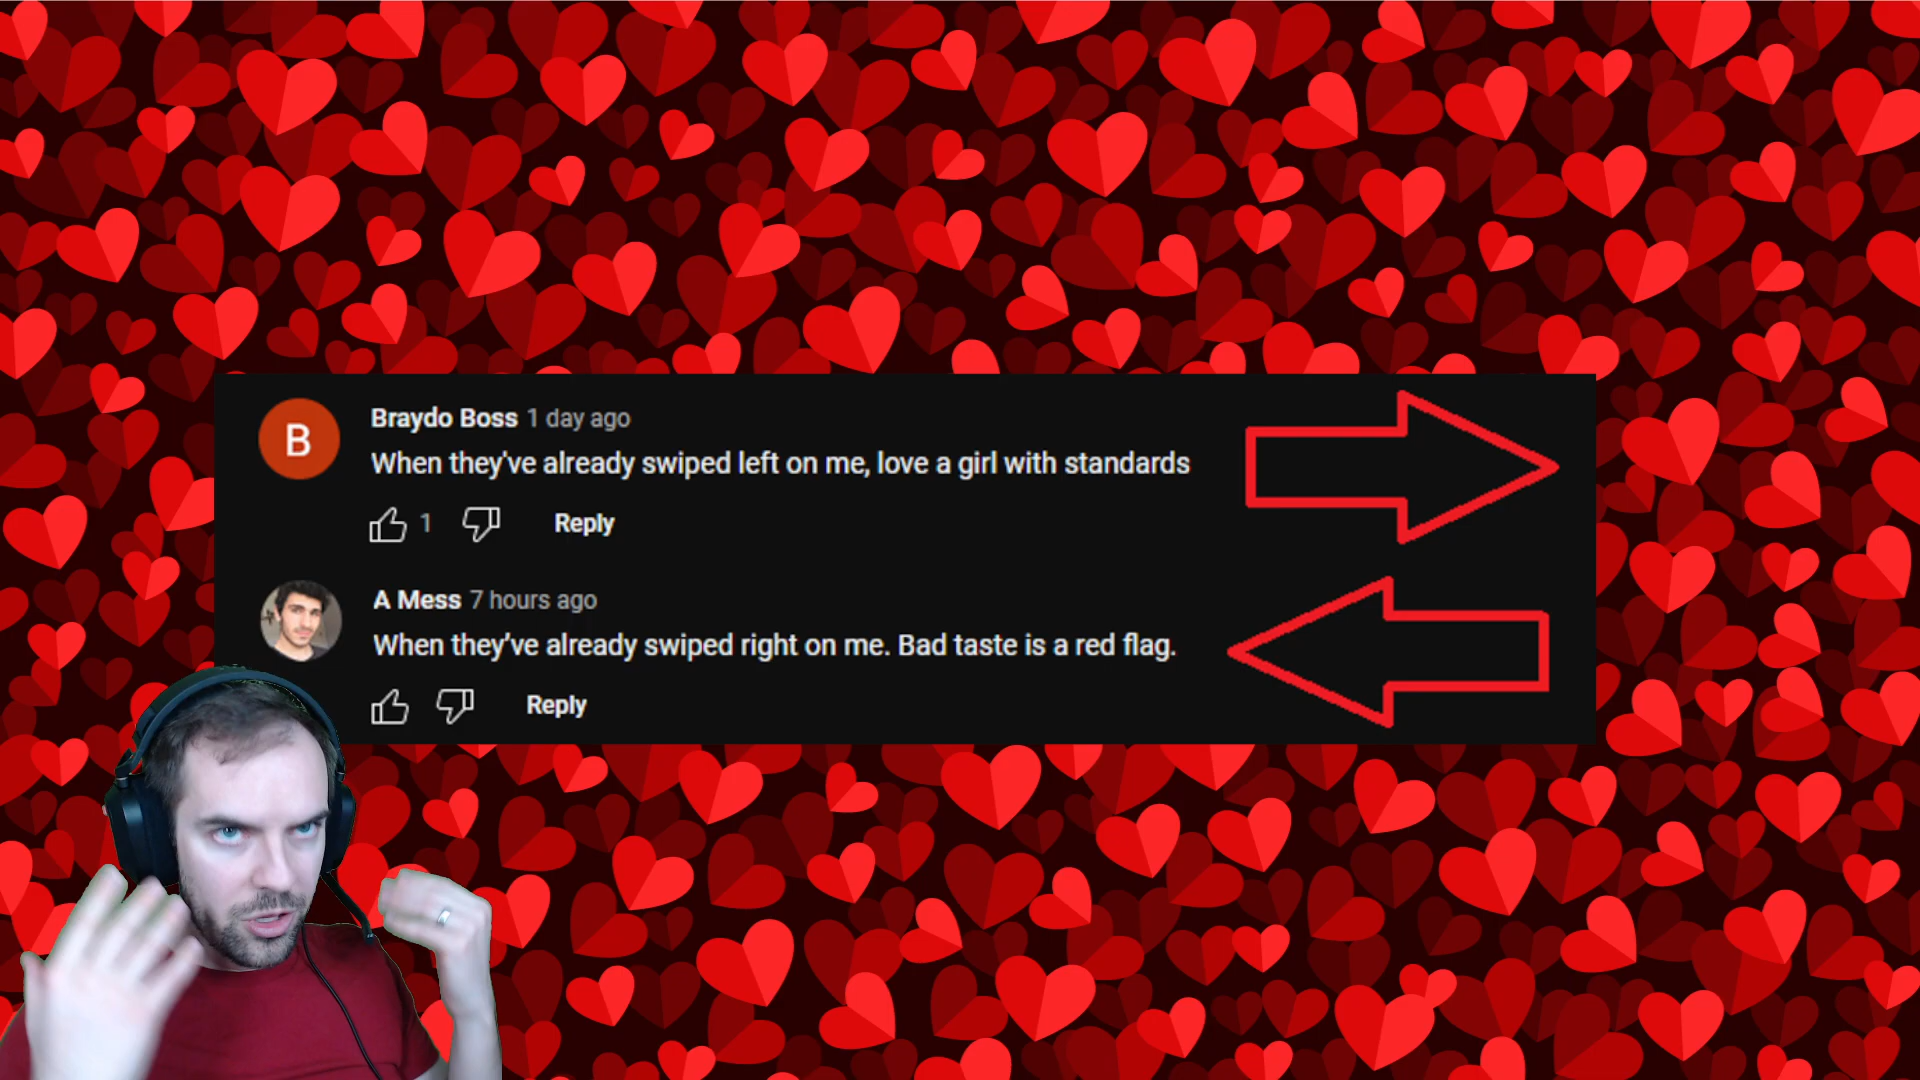 B
Braydo Boss 1 day ago
When they've already swiped left on me, love a girl with standards
1 Reply
A Mess 7 hours ago
When they've already swiped right on me. Bad taste is a red flag.
Reply